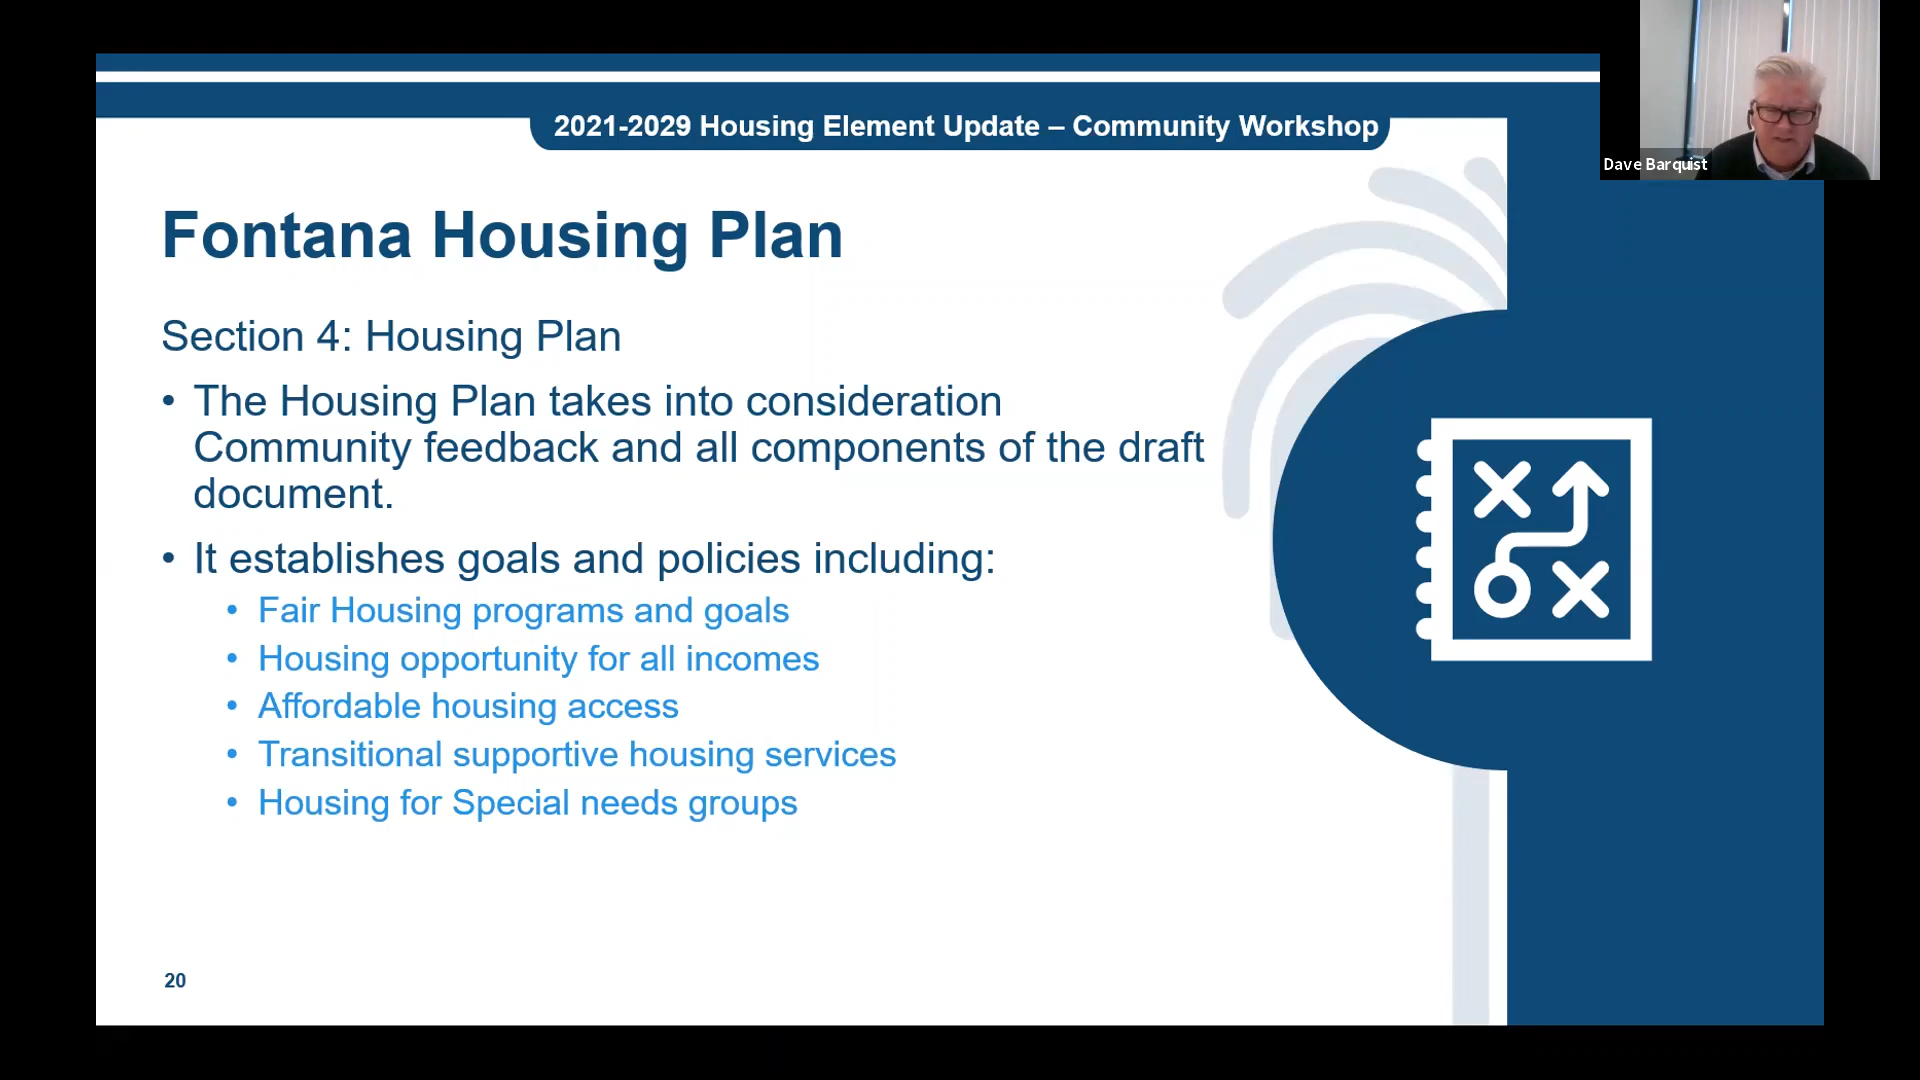 2021-2029 Housing Element Update – Community Workshop
Dave Barquist
Fontana Housing Plan
Section 4: Housing Plan
• The Housing Plan takes into consideration
Community feedback and all components of the draft
document.
• It establishes goals and policies including:
• Fair Housing programs and goals
• Housing opportunity for all incomes
• Affordable housing access
• Transitional supportive housing services
• Housing for Special needs groups
20